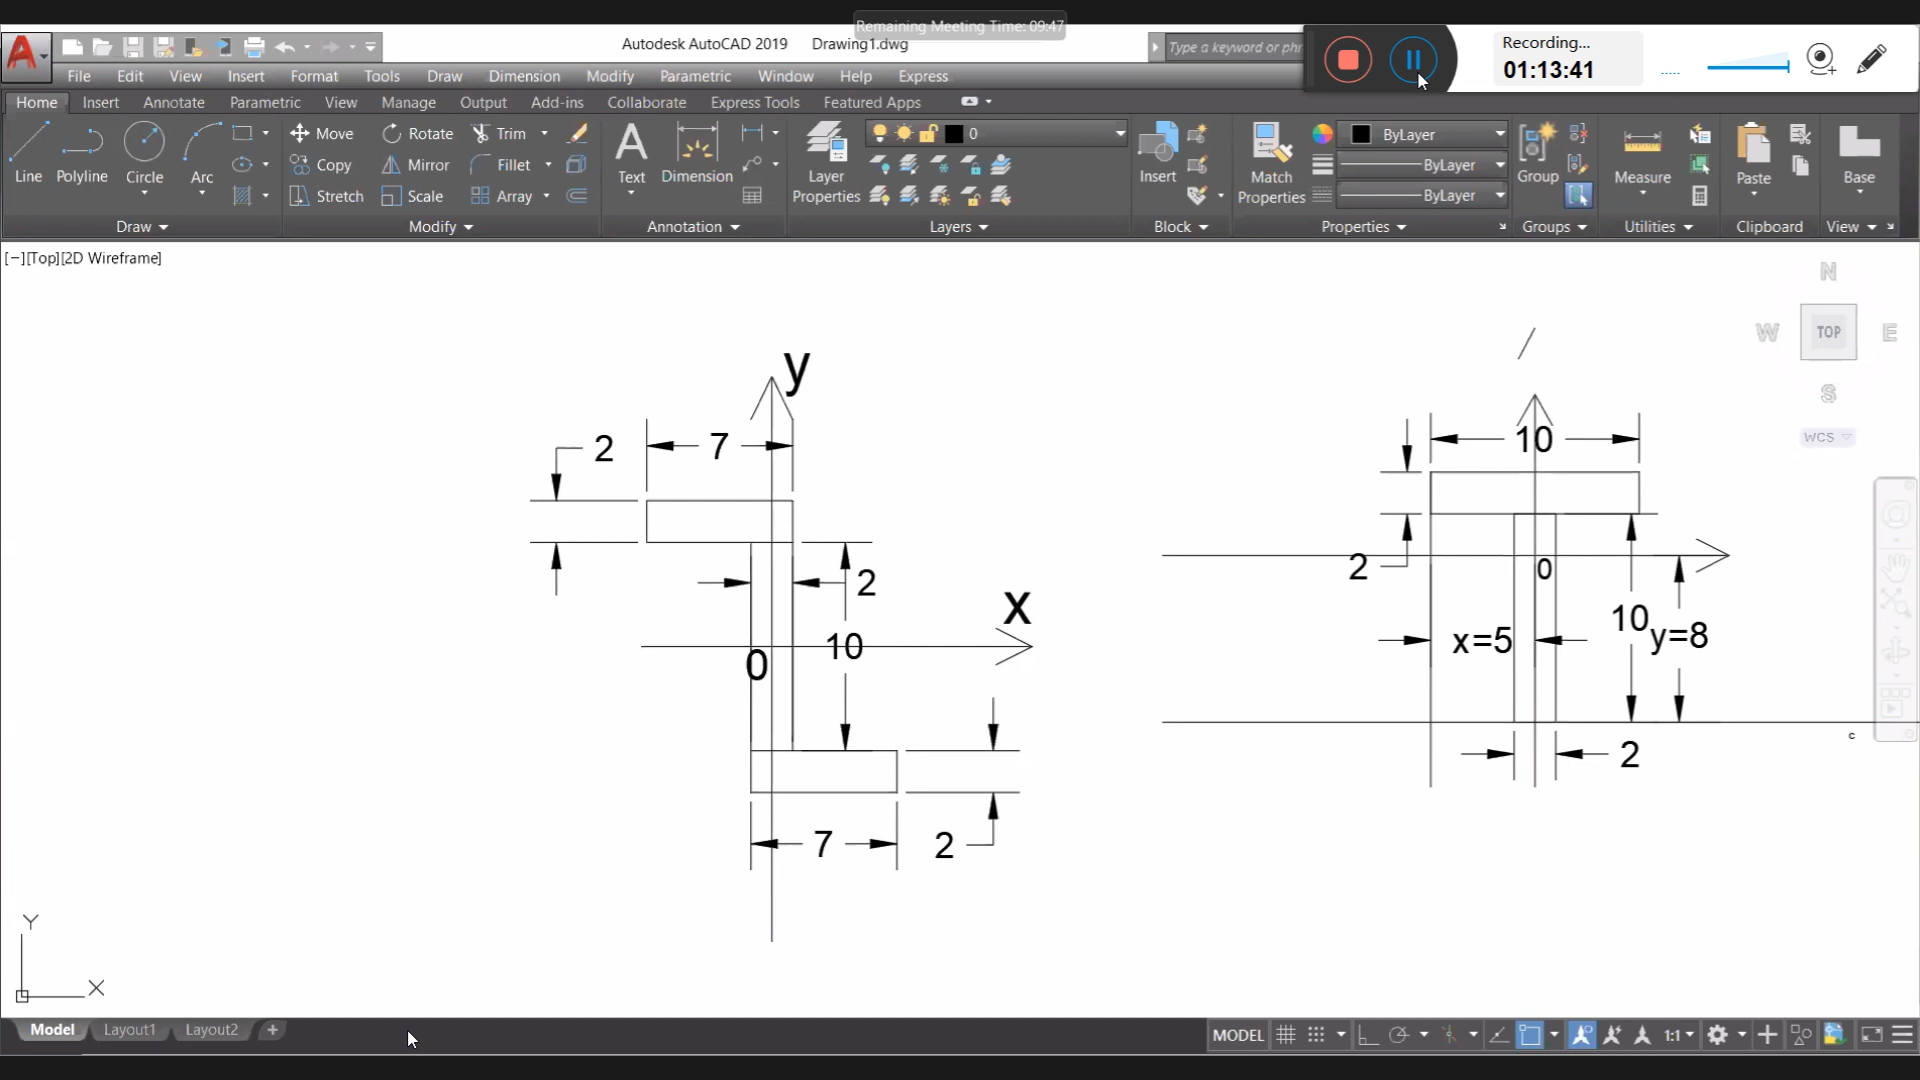 Remaining Meeting Time: 09:47
Autodesk AutoCAD 2019 Drawing1.dwg
Type a keyword or phr
Recording...
01:13:41
File Edit View Insert Format Tools Draw Dimension Modify Parametric Window Help Express
Home Insert Annotate Parametric View Manage Output Add-ins Collaborate Express Tools Featured Apps
Line Polyline Circle Arc
Move Rotate Trim
Copy Mirror Fillet
Stretch Scale Array
Text Dimension
Layer Properties
0
Insert
Match Properties
ByLayer
ByLayer
ByLayer
Group
Measure
Paste
Base
Draw Modify Annotation Layers Block Properties Groups Utilities Clipboard View
[−][Top][2D Wireframe]
N
W TOP E
S
WCS
y
2 7
2
x
0 10
7 2
10
2
0
x=5
10
y=8
2
c
Y
X
Model Layout1 Layout2 +
MODEL 1:1